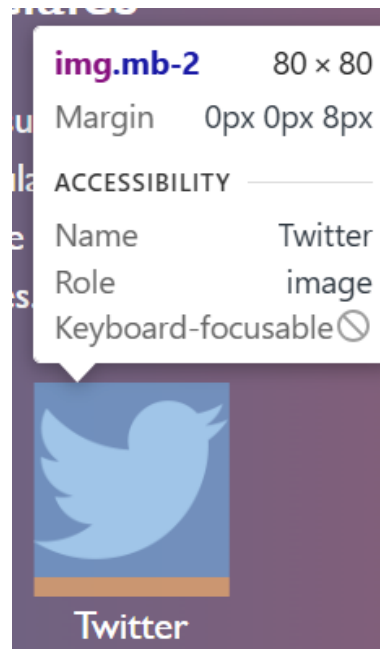 img.mb-2 80 × 80
Margin 0px 0px 8px
ACCESSIBILITY
Name Twitter
Role image
Keyboard-focusable
Twitter